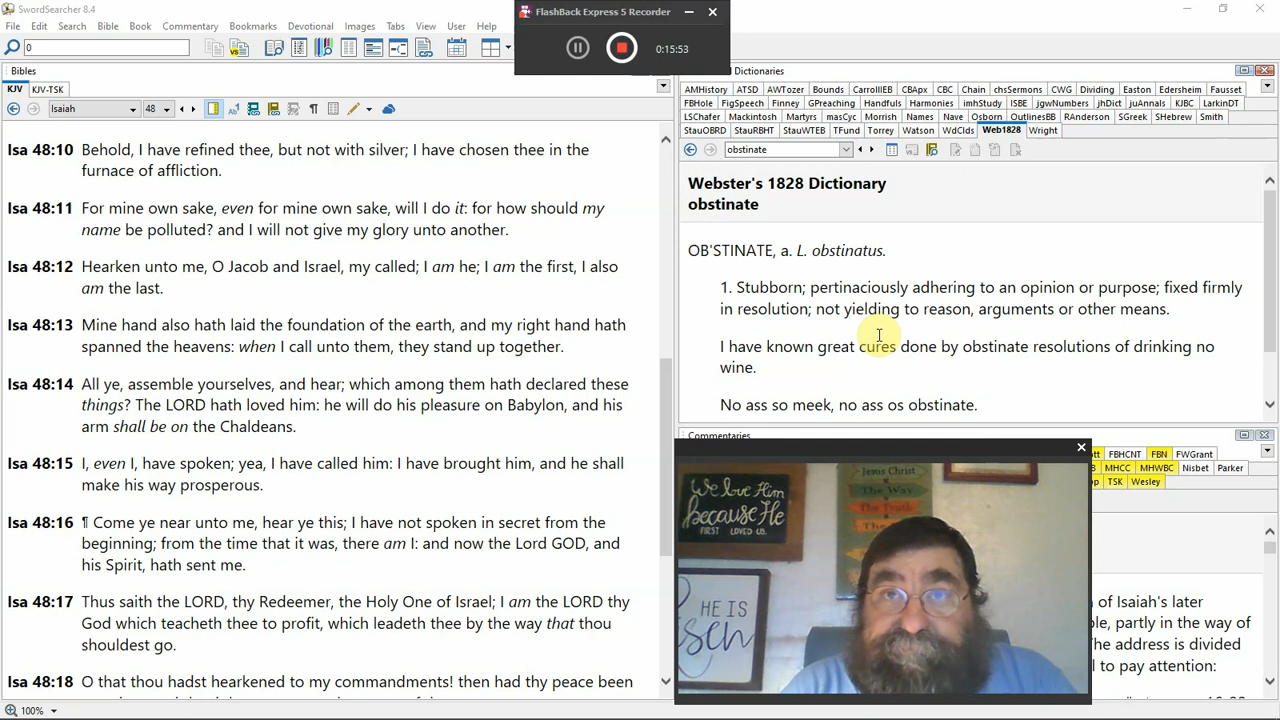 SwordSearcher 8.4
FlashBack Express 5 Recorder
File Edit Search Bible Book Commentary Bookmarks Devotional Images Tabs View User Help
0
0:15:53
Bibles
KJV KJV-TSK
Isaiah 48
Isa 48:10 Behold, I have refined thee, but not with silver; I have chosen thee in the
furnace of affliction.
Isa 48:11 For mine own sake, even for mine own sake, will I do it: for how should my
name be polluted? and I will not give my glory unto another.
Isa 48:12 Hearken unto me, O Jacob and Israel, my called; I am he; I am the first, I also
am the last.
Isa 48:13 Mine hand also hath laid the foundation of the earth, and my right hand hath
spanned the heavens: when I call unto them, they stand up together.
Isa 48:14 All ye, assemble yourselves, and hear; which among them hath declared these
things? The LORD hath loved him: he will do his pleasure on Babylon, and his
arm shall be on the Chaldeans.
Isa 48:15 I, even I, have spoken; yea, I have called him: I have brought him, and he shall
make his way prosperous.
Isa 48:16 ¶ Come ye near unto me, hear ye this; I have not spoken in secret from the
beginning; from the time that it was, there am I: and now the Lord GOD, and
his Spirit, hath sent me.
Isa 48:17 Thus saith the LORD, thy Redeemer, the Holy One of Israel; I am the LORD thy
God which teacheth thee to profit, which leadeth thee by the way that thou
shouldest go.
Isa 48:18 O that thou hadst hearkened to my commandments! then had thy peace been
100%
d Dictionaries
AMHistory ATSD AWTozer Bounds CarrollIEB CBApx CBC Chain chsSermons CWG Dividing Easton Edersheim Fausset
FBHole FigSpeech Finney GPreaching Handfuls Harmonies imhStudy ISBE jgwNumbers jhDict juAnnals KJBC LarkinDT
LSChafer Mackintosh Martyrs masCyc Morrish Names Nave Osborn OutlinesBB RAnderson SGreek SHebrew Smith
StauOBRD StauRBHT StauWTEB TFund Torrey Watson WdClds Web1828 Wright
obstinate
Webster's 1828 Dictionary
obstinate
OB'STINATE, a. L. obstinatus.
1. Stubborn; pertinaciously adhering to an opinion or purpose; fixed firmly
in resolution; not yielding to reason, arguments or other means.
I have known great cures done by obstinate resolutions of drinking no
wine.
No ass so meek, no ass os obstinate.
Commentaries
tt FBHCNT FBN FWGrant
B MHCC MHWBC Nisbet Parker
p TSK Wesley
We love Him
because He
FIRST LOVED US.
Jesus Christ
The Way
The Truth
HE IS
isen
n of Isaiah's later
ole, partly in the way of
The address is divided
l to pay attention: